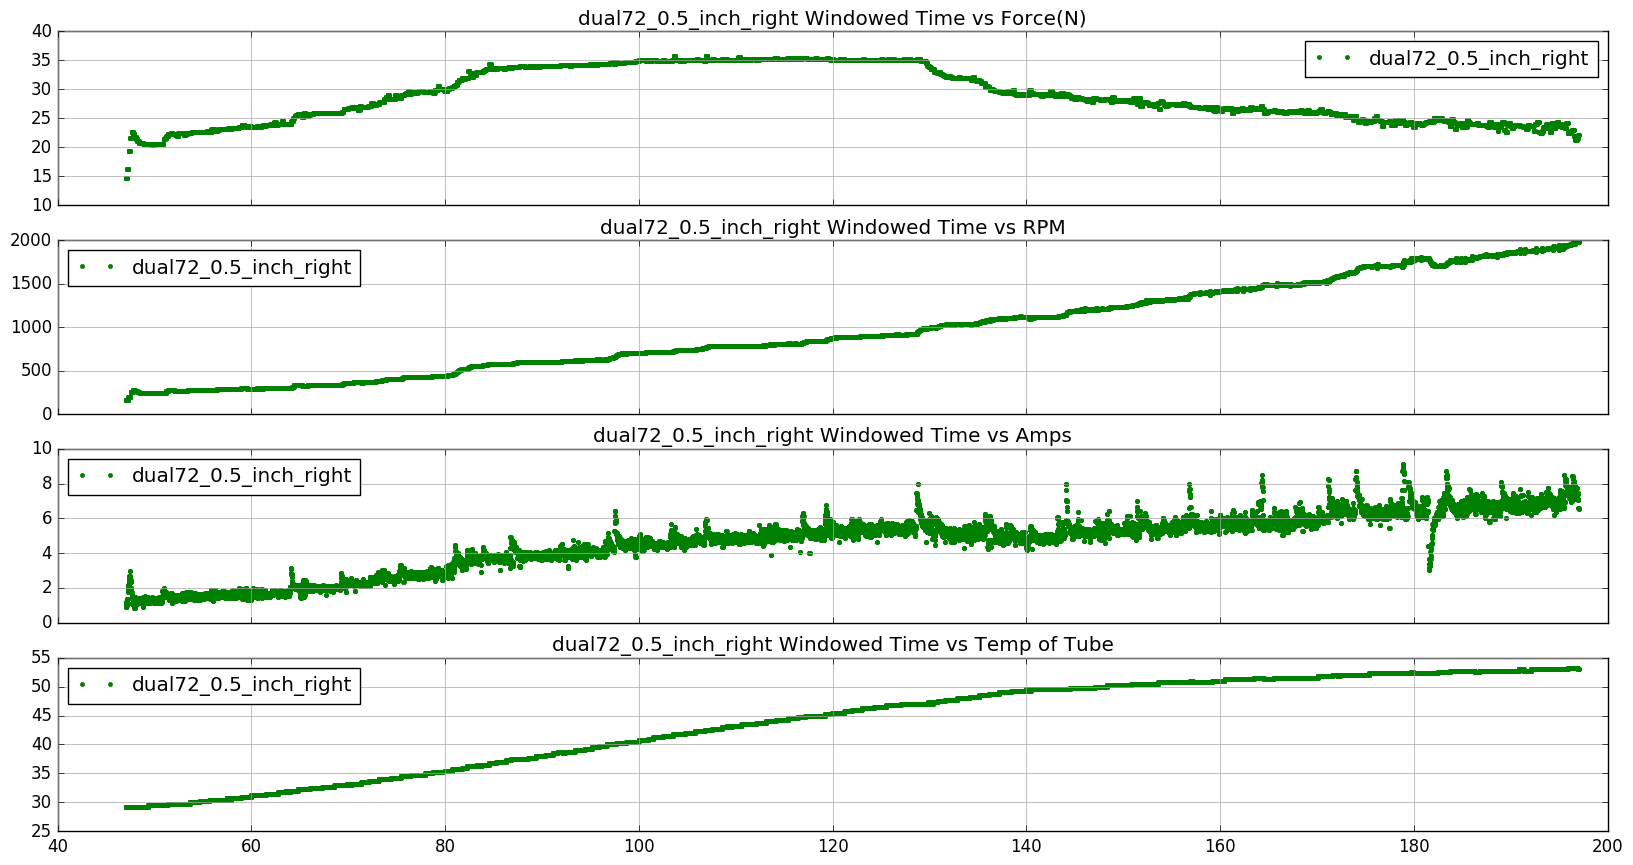 dual72_0.5_inch_right Windowed Time vs Force(N)
40
35
30
25
20
15
10
dual72_0.5_inch_right
dual72_0.5_inch_right Windowed Time vs RPM
2000
1500
1000
500
0
dual72_0.5_inch_right
dual72_0.5_inch_right Windowed Time vs Amps
10
8
6
4
2
0
dual72_0.5_inch_right
dual72_0.5_inch_right Windowed Time vs Temp of Tube
55
50
45
40
35
30
25
dual72_0.5_inch_right
40 60 80 100 120 140 160 180 200